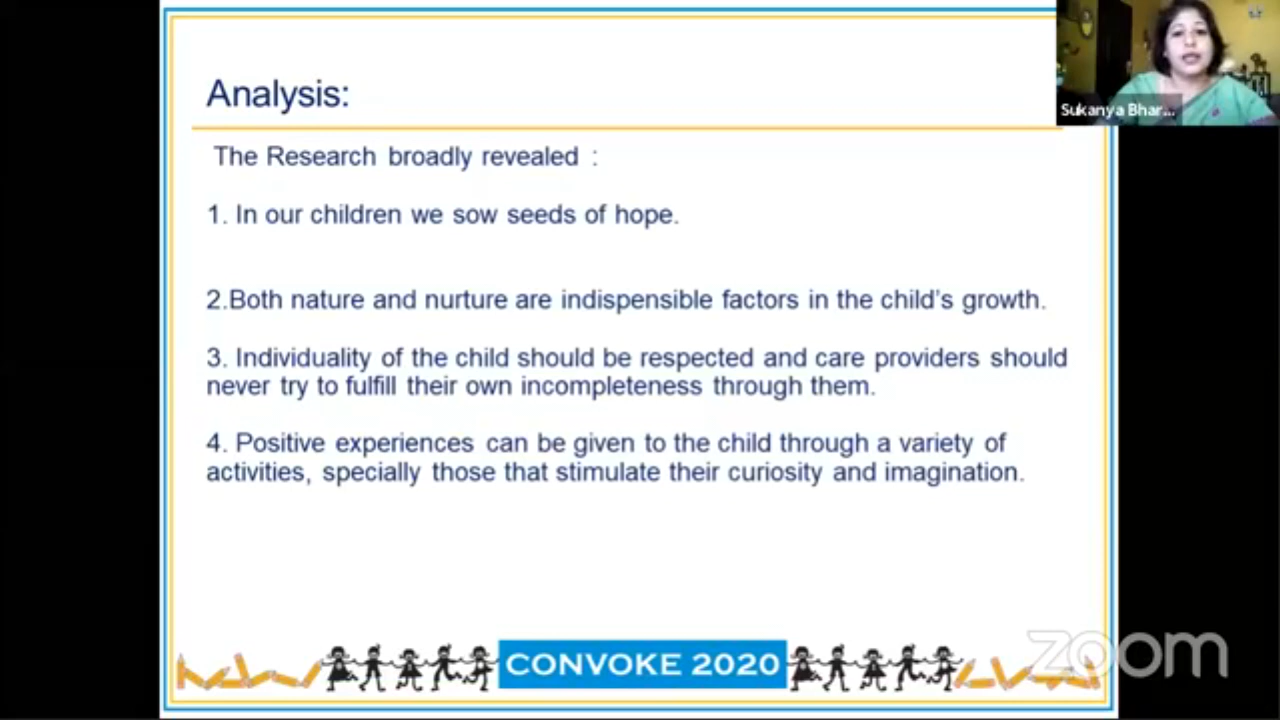 Analysis:
Sukanya Bhar...
The Research broadly revealed :
1. In our children we sow seeds of hope.
2.Both nature and nurture are indispensible factors in the child's growth.
3. Individuality of the child should be respected and care providers should
never try to fulfill their own incompleteness through them.
4. Positive experiences can be given to the child through a variety of
activities, specially those that stimulate their curiosity and imagination.
CONVOKE 2020
zoom